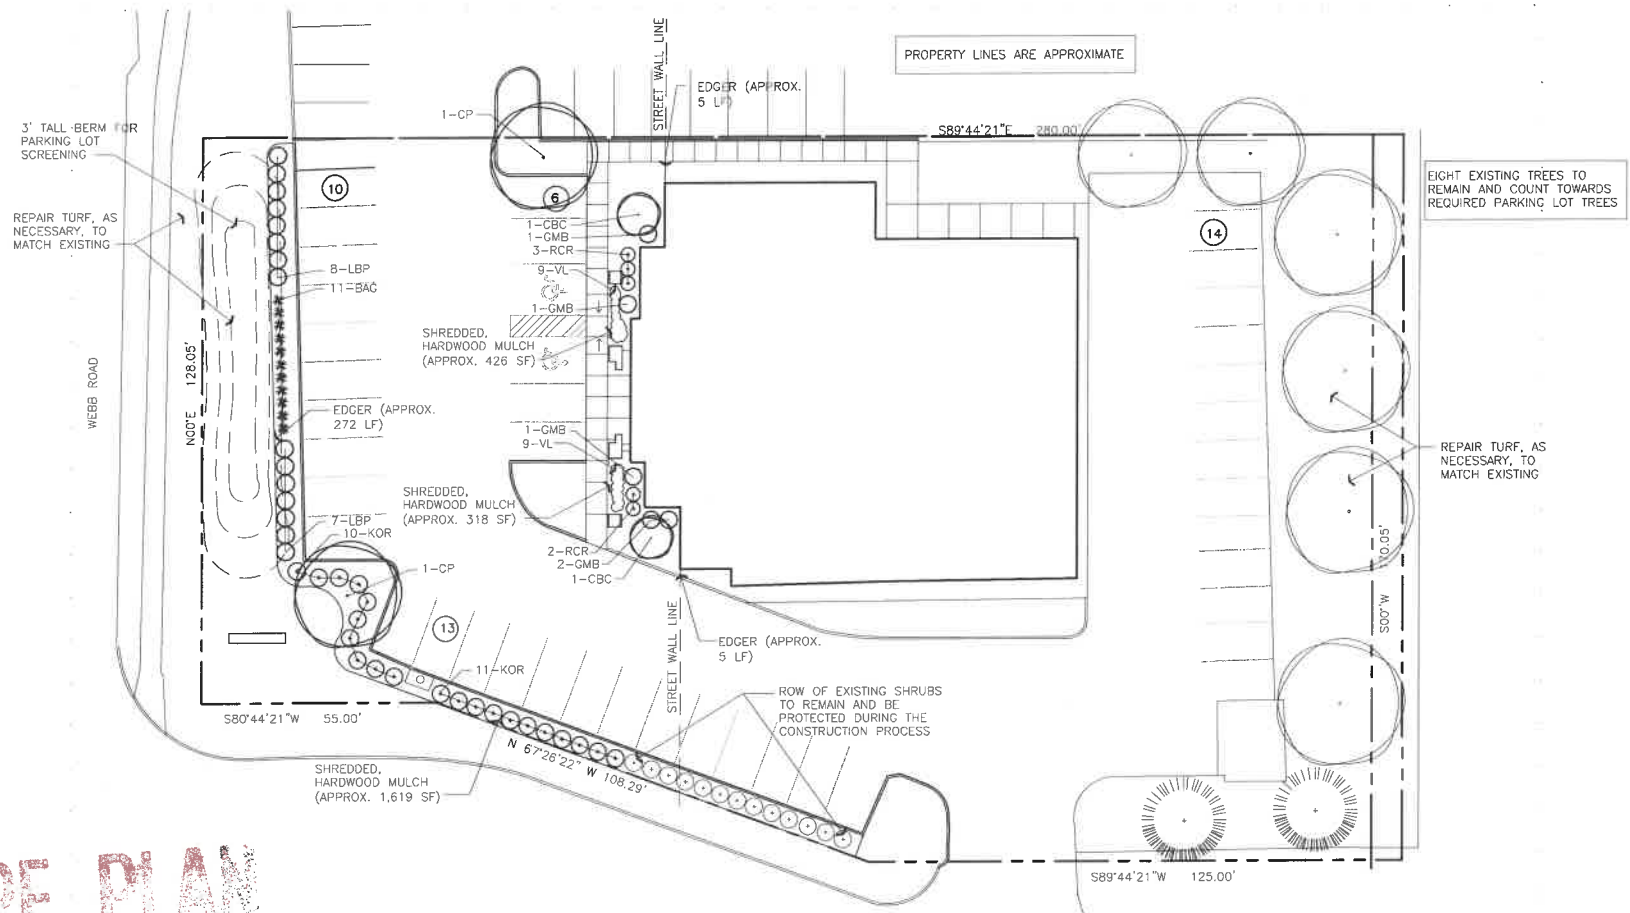 PROPERTY LINES ARE APPROXIMATE
STREET WALL LINE
EDGER (APPROX.
5 LF)
1-CP
S89°44'21"E 280.00'
3' TALL BERM FOR
PARKING LOT
SCREENING
10
6
14
EIGHT EXISTING TREES TO
REMAIN AND COUNT TOWARDS
REQUIRED PARKING LOT TREES
REPAIR TURF, AS
NECESSARY, TO
MATCH EXISTING
1-CBC
1-GMB
3-RCR
9-VL
1-GMB
8-LBP
11-BAG
SHREDDED,
HARDWOOD MULCH
(APPROX. 426 SF)
WEBB ROAD
N00°E 128.05'
EDGER (APPROX.
272 LF)
1-GMB
9-VL
REPAIR TURF, AS
NECESSARY, TO
MATCH EXISTING
SHREDDED,
HARDWOOD MULCH
(APPROX. 318 SF)
7-LBP
10-KOR
2-RCR
2-GMB
1-CBC
1-CP
S00°W
0.05'
13
STREET WALL LINE
EDGER (APPROX.
5 LF)
11-KOR
ROW OF EXISTING SHRUBS
TO REMAIN AND BE
PROTECTED DURING THE
CONSTRUCTION PROCESS
S80°44'21"W 55.00'
N 67°26'22" W 108.29'
SHREDDED,
HARDWOOD MULCH
(APPROX. 1,619 SF)
S89°44'21"W 125.00'
PLAN